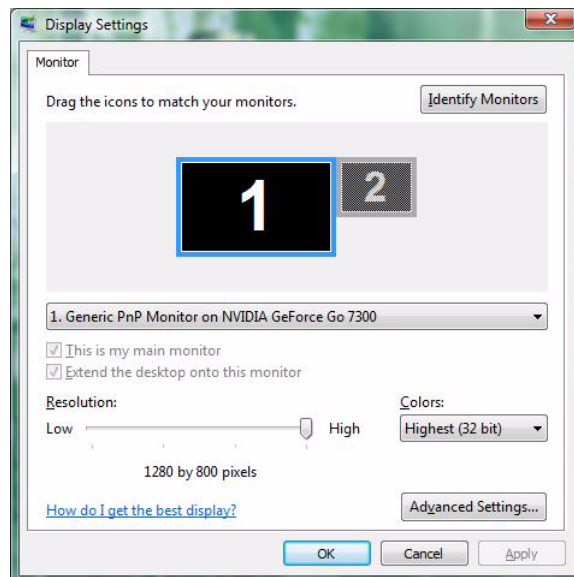 Display Settings
Monitor
Drag the icons to match your monitors.
Identify Monitors
1
2
1. Generic PnP Monitor on NVIDIA GeForce Go 7300
This is my main monitor
Extend the desktop onto this monitor
Resolution:
Low
High
1280 by 800 pixels
Colors:
Highest (32 bit)
How do I get the best display?
Advanced Settings...
OK
Cancel
Apply